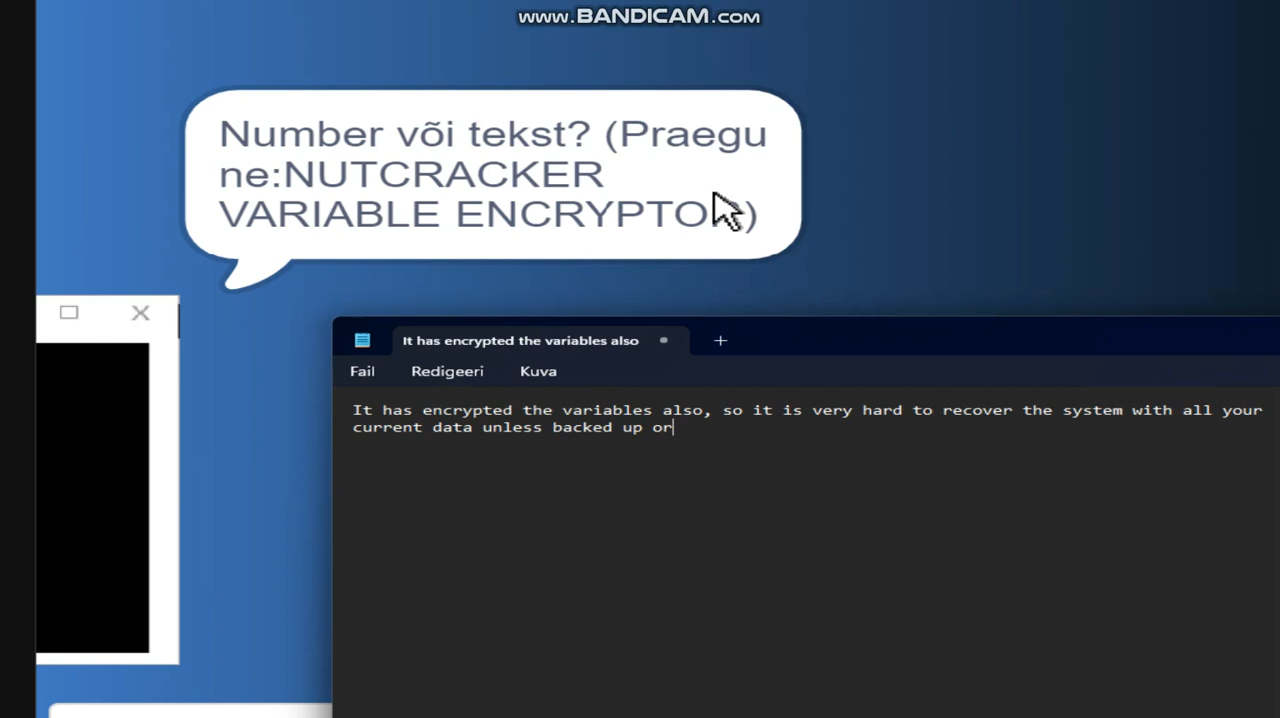 www.BANDICAM.com
Number või tekst? (Praegu
ne:NUTCRACKER
VARIABLE ENCRYPTOR)
It has encrypted the variables also
Fail Redigeeri Kuva
It has encrypted the variables also, so it is very hard to recover the system with all your
current data unless backed up or